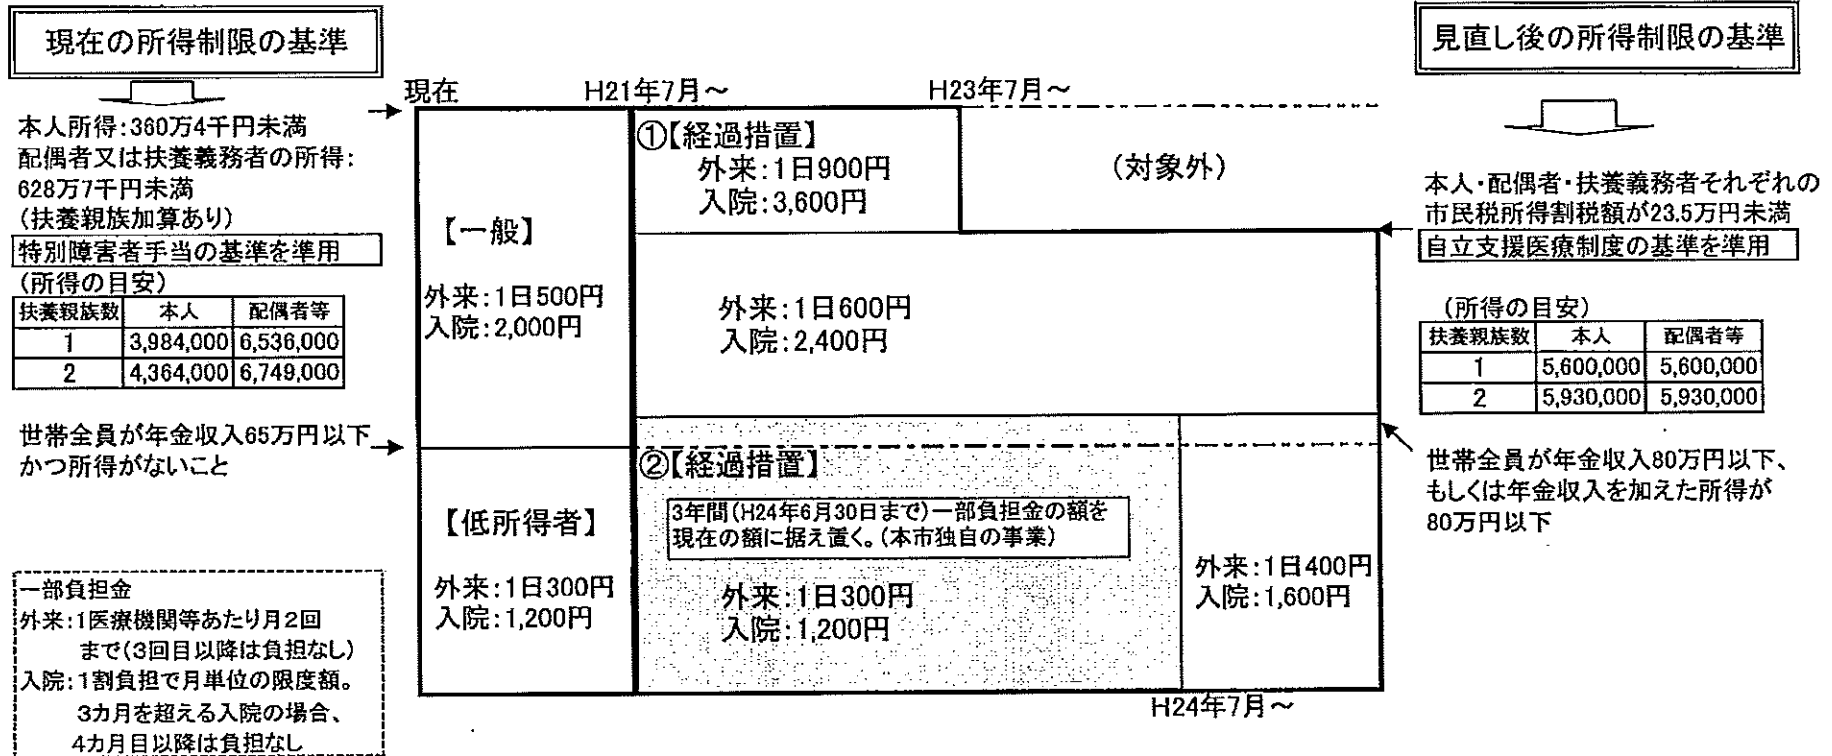 現在の所得制限の基準
本人所得:360万4千円未満
配偶者又は扶養義務者の所得:
628万7千円未満
(扶養親族加算あり)
特別障害者手当の基準を準用
(所得の目安)
扶養親族数 本人 配偶者等
1 3,984,000 6,536,000
2 4,364,000 6,749,000
世帯全員が年金収入65万円以下
かつ所得がないこと
一部負担金
外来:1医療機関等あたり月2回
まで(3回目以降は負担なし)
入院:1割負担で月単位の限度額。
3カ月を超える入院の場合、
4カ月目以降は負担なし
現在 H21年7月~ H23年7月~
【一般】
外来:1日500円
入院:2,000円
【低所得者】
外来:1日300円
入院:1,200円
①【経過措置】
外来:1日900円
入院:3,600円
(対象外)
外来:1日600円
入院:2,400円
②【経過措置】
3年間(H24年6月30日まで)一部負担金の額を
現在の額に据え置く。(本市独自の事業)
外来:1日300円
入院:1,200円
外来:1日400円
入院:1,600円
H24年7月~
見直し後の所得制限の基準
本人・配偶者・扶養義務者それぞれの
市民税所得割税額が23.5万円未満
自立支援医療制度の基準を準用
(所得の目安)
扶養親族数 本人 配偶者等
1 5,600,000 5,600,000
2 5,930,000 5,930,000
世帯全員が年金収入80万円以下、
もしくは年金収入を加えた所得が
80万円以下